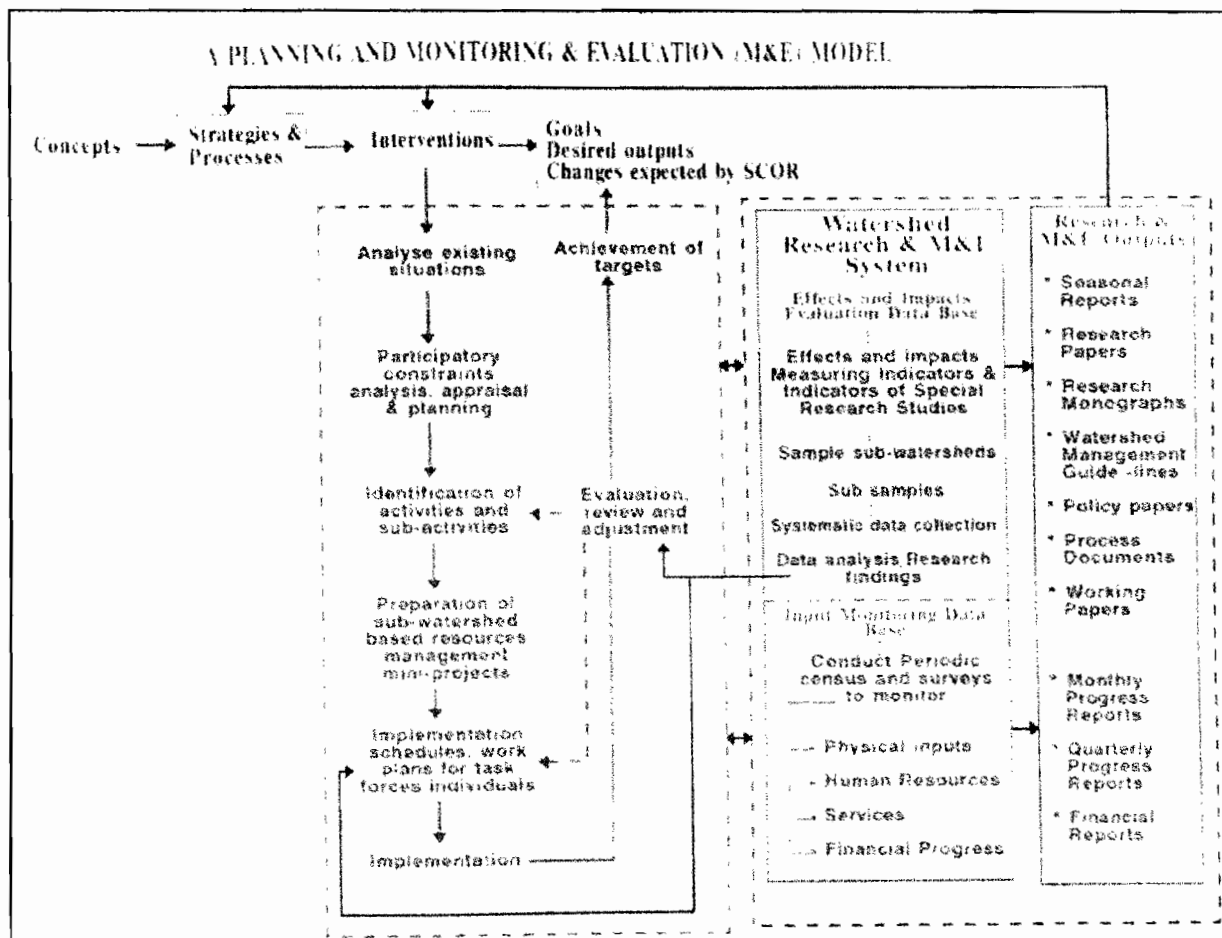 A PLANNING AND MONITORING & EVALUATION (M&E) MODEL
Concepts
Strategies &
Processes
Interventions
Goals
Desired outputs
Changes expected by SCOR
Analyse existing
situations
Participatory
constraints
analysis, appraisal
& planning
Identification of
activities and
sub-activities
Preparation of
sub-watershed
based resources
management
mini-projects
Implementation
schedules, work
plans for task
forces individuals
Implementation
Achievement of
targets
Evaluation,
review and
adjustment
Watershed
Research & M&E
System
Effects and Impacts
Evaluation Data Base
Effects and impacts
Measuring Indicators &
Indicators of Special
Research Studies
Sample sub-watersheds
Sub samples
Systematic data collection
Data analysis Research
findings
Input Monitoring Data
Base
Conduct Periodic
census and surveys
to monitor
Physical inputs
Human Resources
Services
Financial Progress
Research &
M&E Outputs
* Seasonal
Reports
* Research
Papers
* Research
Monographs
* Watershed
Management
Guide -lines
* Policy papers
* Process
Documents
* Working
Papers
* Monthly
Progress
Reports
* Quarterly
Progress
Reports
* Financial
Reports